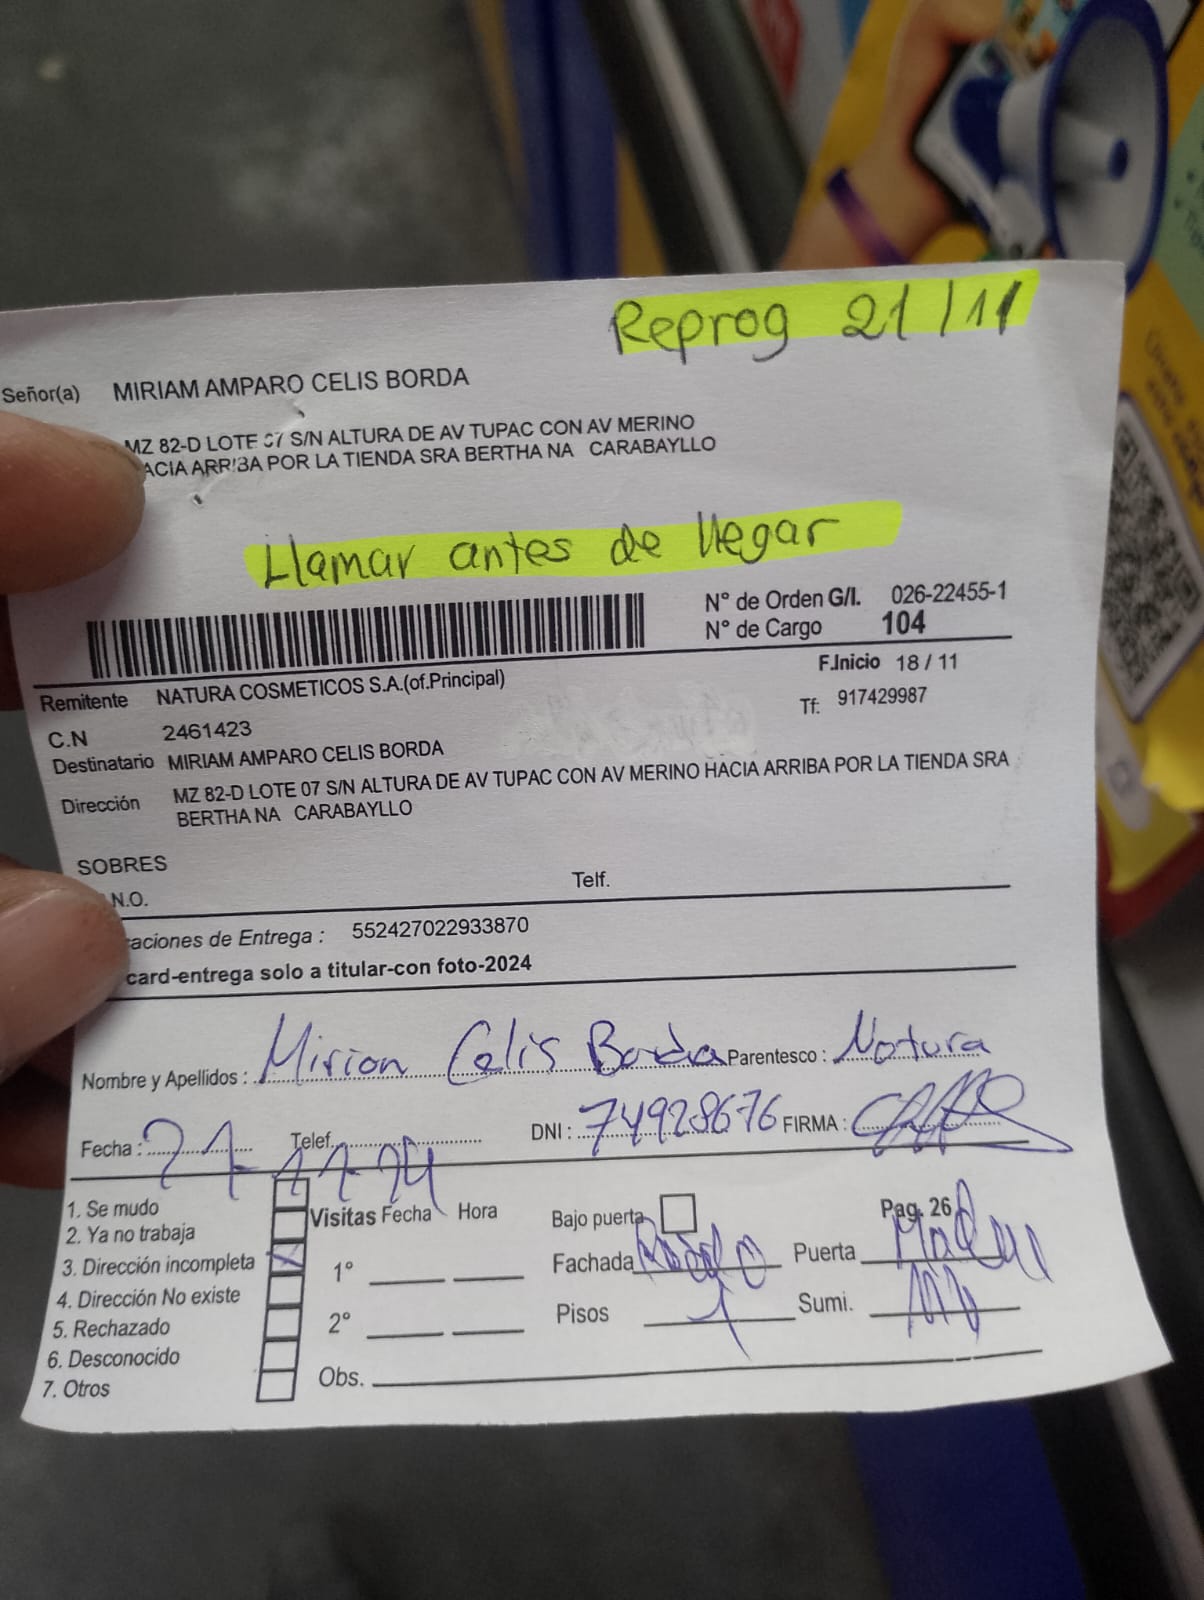 Reprog 21/11
Señor(a) MIRIAM AMPARO CELIS BORDA
MZ 82-D LOTE 07 S/N ALTURA DE AV TUPAC CON AV MERINO
ACIA ARRIBA POR LA TIENDA SRA BERTHA NA CARABAYLLO
Llamar antes de llegar
N° de Orden G/I. 026-22455-1
N° de Cargo 104
F.Inicio 18 / 11
Remitente NATURA COSMETICOS S.A.(of.Principal)
Tf: 917429987
C.N 2461423
Destinatario MIRIAM AMPARO CELIS BORDA
Dirección MZ 82-D LOTE 07 S/N ALTURA DE AV TUPAC CON AV MERINO HACIA ARRIBA POR LA TIENDA SRA
BERTHA NA CARABAYLLO
SOBRES
N.O. Telf.
aciones de Entrega : 552427022933870
card-entrega solo a titular-con foto-2024
Nombre y Apellidos : Mirian Celis Borda Parentesco : Natura
Fecha : 21-11-24 Telef. DNI : 74928676 FIRMA :
1. Se mudo
2. Ya no trabaja
3. Dirección incompleta
4. Dirección No existe
5. Rechazado
6. Desconocido
7. Otros
Visitas Fecha Hora
1°
2°
Obs.
Bajo puerta Pag. 26
Fachada Puerta
Pisos 1 Sumi.